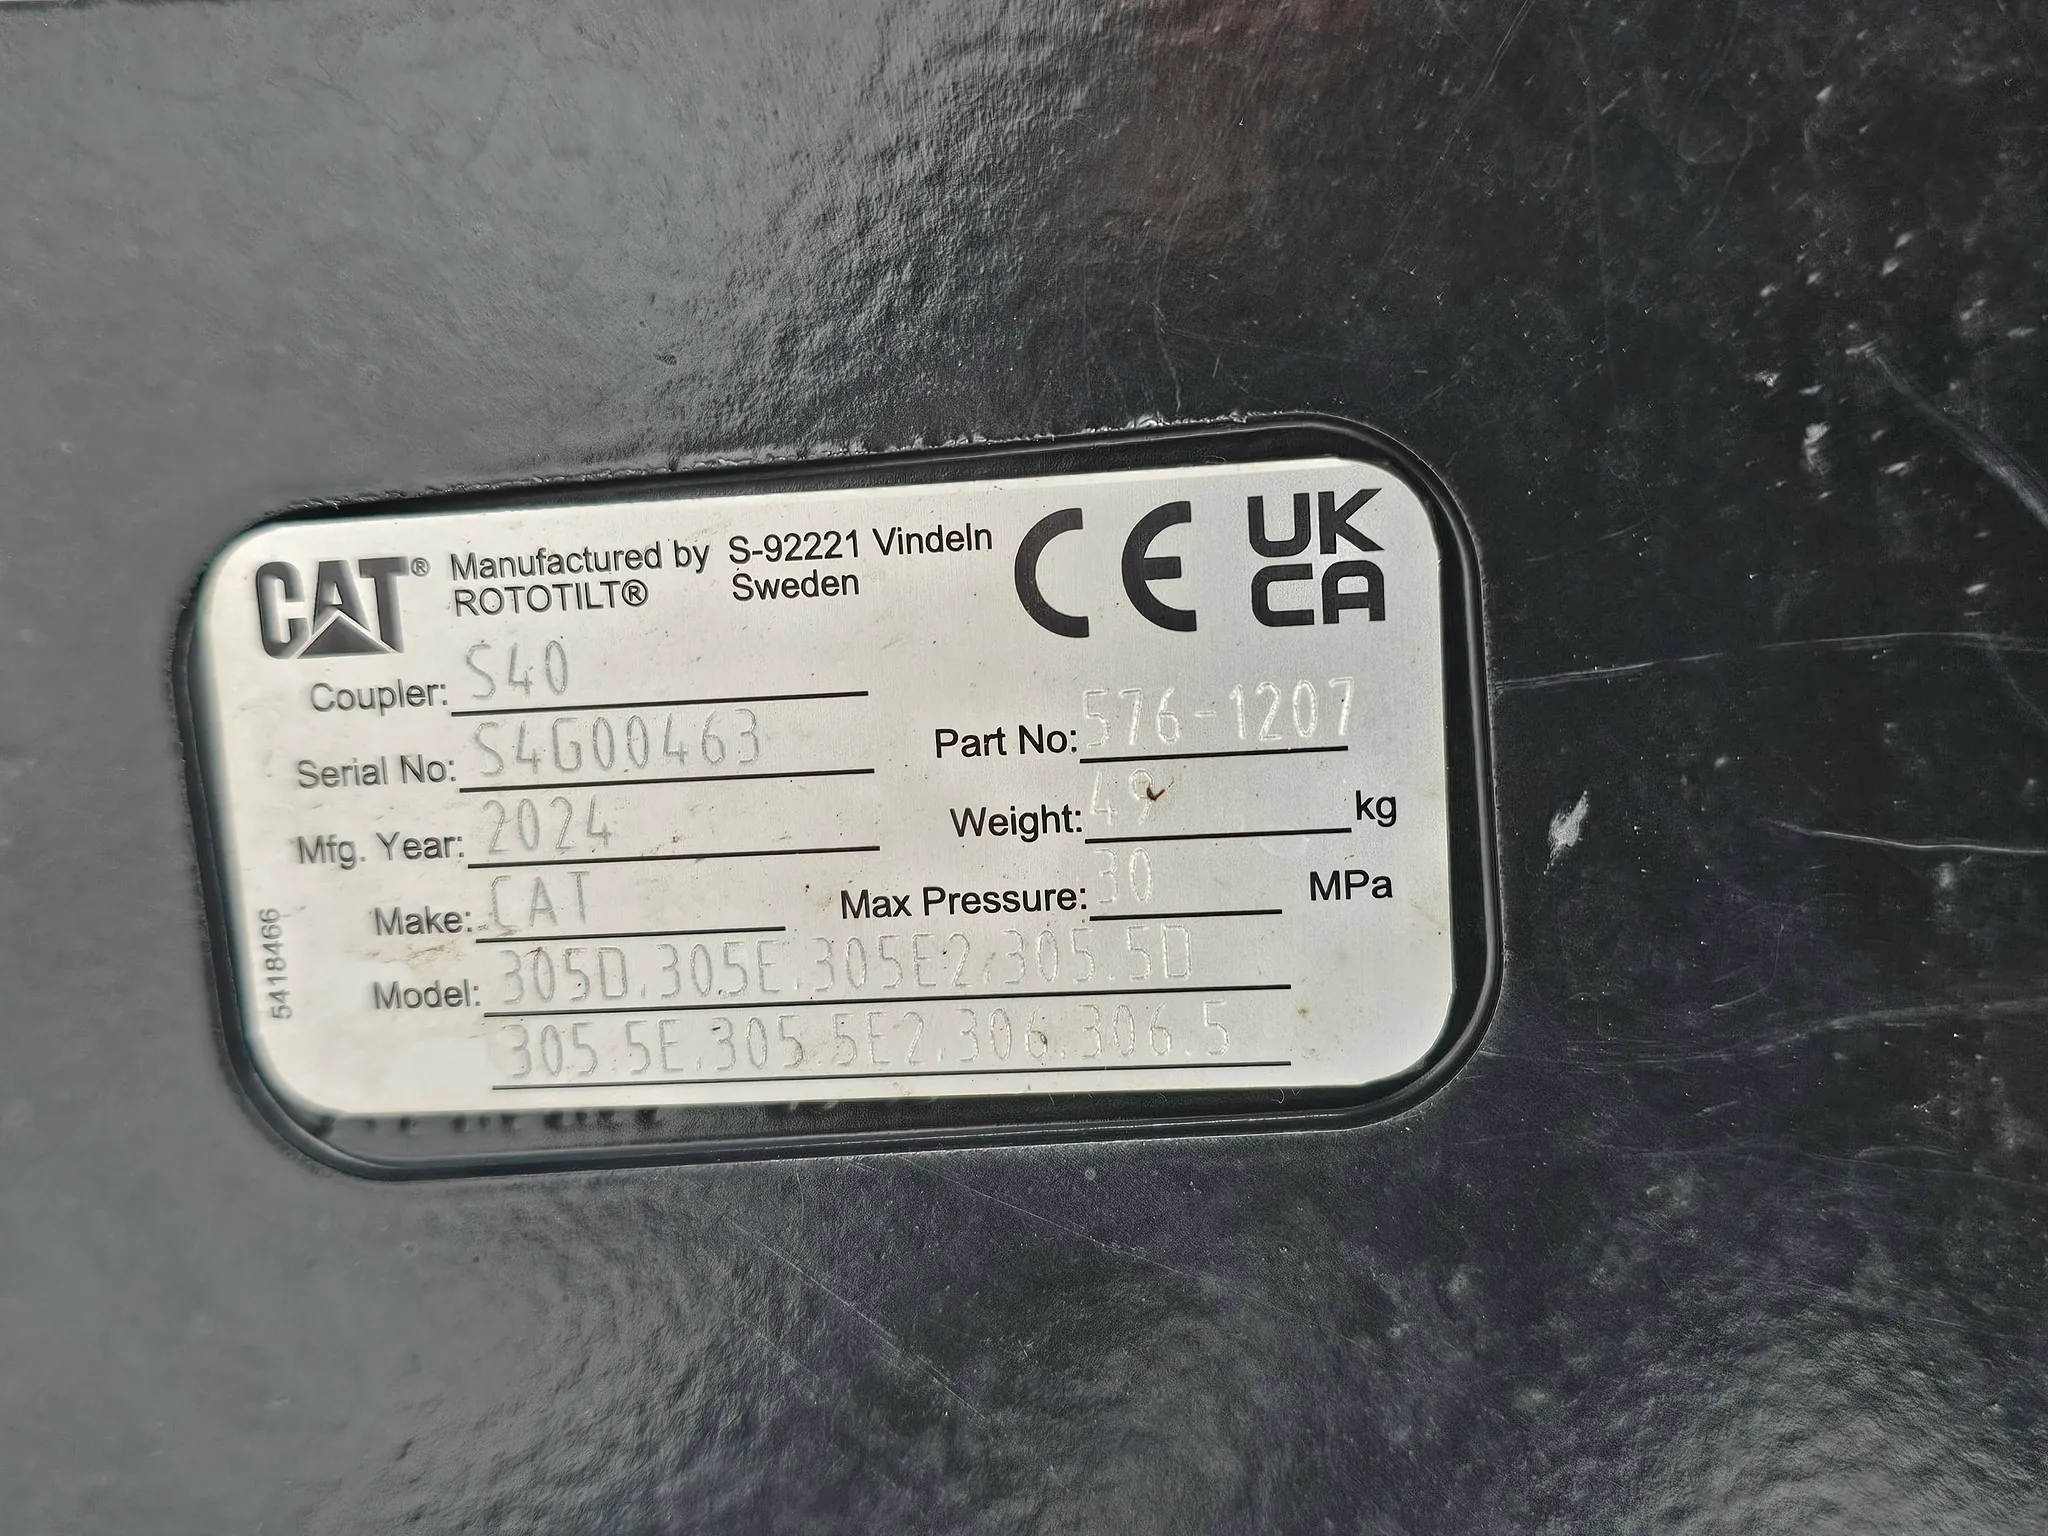 CAT® Manufactured by S-92221 Vindeln
ROTOTILT® Sweden
CE UK
CA
Coupler: S40
Serial No: S4G00463
Part No: 576-1207
Mfg. Year: 2024
Weight: 49 kg
Make: CAT
Max Pressure: 30 MPa
Model: 305D,305E,305E2,305.5D
305.5E,305.5E2,306,306.5
5418466